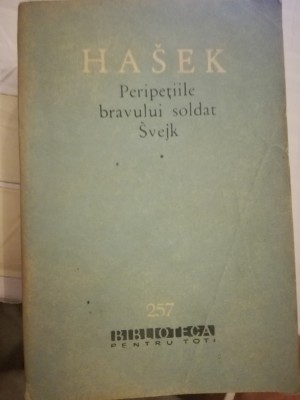 HAŠEK
Peripețiile
bravului soldat
Švejk
257
BIBLIOTECA
PENTRU TOȚI